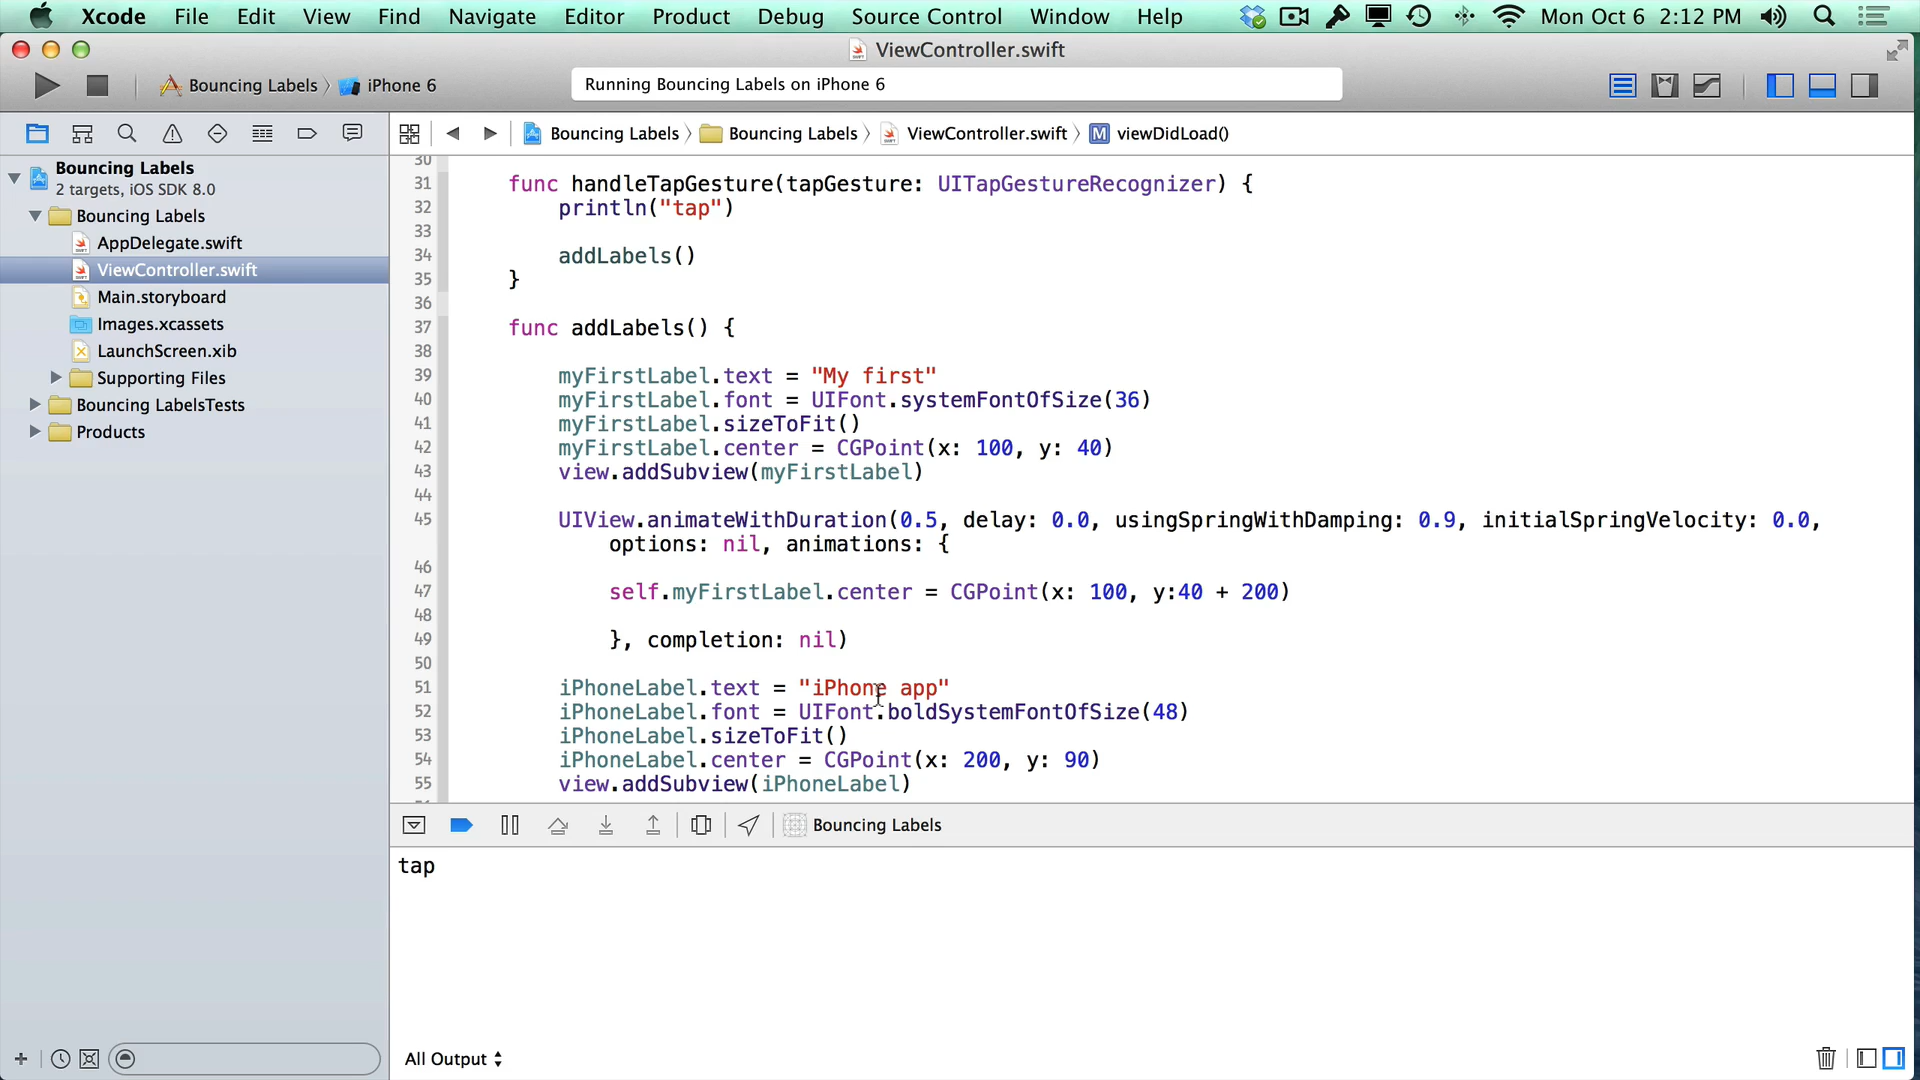 Xcode File Edit View Find Navigate Editor Product Debug Source Control Window Help Mon Oct 6 2:12 PM
ViewController.swift
Bouncing Labels iPhone 6
Running Bouncing Labels on iPhone 6
Bouncing Labels Bouncing Labels ViewController.swift M viewDidLoad()
Bouncing Labels
2 targets, iOS SDK 8.0
Bouncing Labels
AppDelegate.swift
ViewController.swift
Main.storyboard
Images.xcassets
LaunchScreen.xib
Supporting Files
Bouncing LabelsTests
Products
30
31 func handleTapGesture(tapGesture: UITapGestureRecognizer) {
32 println("tap")
33
34 addLabels()
35 }
36
37 func addLabels() {
38
39 myFirstLabel.text = "My first"
40 myFirstLabel.font = UIFont.systemFontOfSize(36)
41 myFirstLabel.sizeToFit()
42 myFirstLabel.center = CGPoint(x: 100, y: 40)
43 view.addSubview(myFirstLabel)
44
45 UIView.animateWithDuration(0.5, delay: 0.0, usingSpringWithDamping: 0.9, initialSpringVelocity: 0.0,
options: nil, animations: {
46
47 self.myFirstLabel.center = CGPoint(x: 100, y:40 + 200)
48
49 }, completion: nil)
50
51 iPhoneLabel.text = "iPhone app"
52 iPhoneLabel.font = UIFont.boldSystemFontOfSize(48)
53 iPhoneLabel.sizeToFit()
54 iPhoneLabel.center = CGPoint(x: 200, y: 90)
55 view.addSubview(iPhoneLabel)
Bouncing Labels
tap
All Output